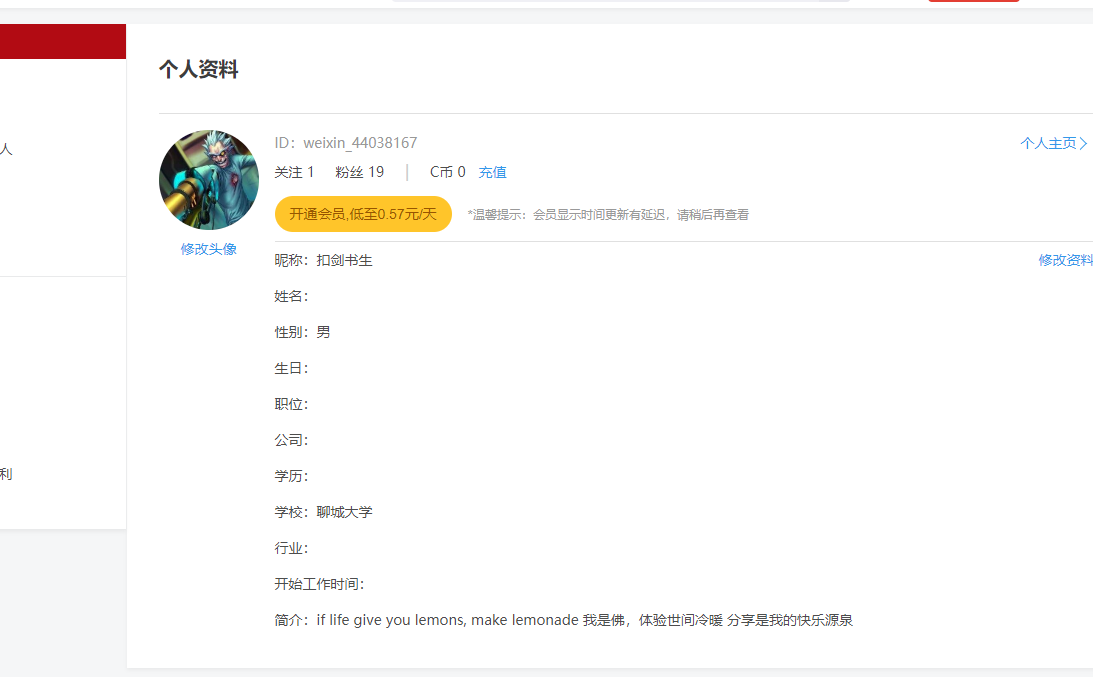 个人资料
人
ID：weixin_44038167
个人主页
关注 1 粉丝 19 | C币 0 充值
开通会员,低至0.57元/天 *温馨提示：会员显示时间更新有延迟，请稍后再查看
修改头像
昵称：扣剑书生
修改资料
姓名：
性别：男
生日：
职位：
公司：
利
学历：
学校：聊城大学
行业：
开始工作时间：
简介：if life give you lemons, make lemonade 我是佛，体验世间冷暖 分享是我的快乐源泉